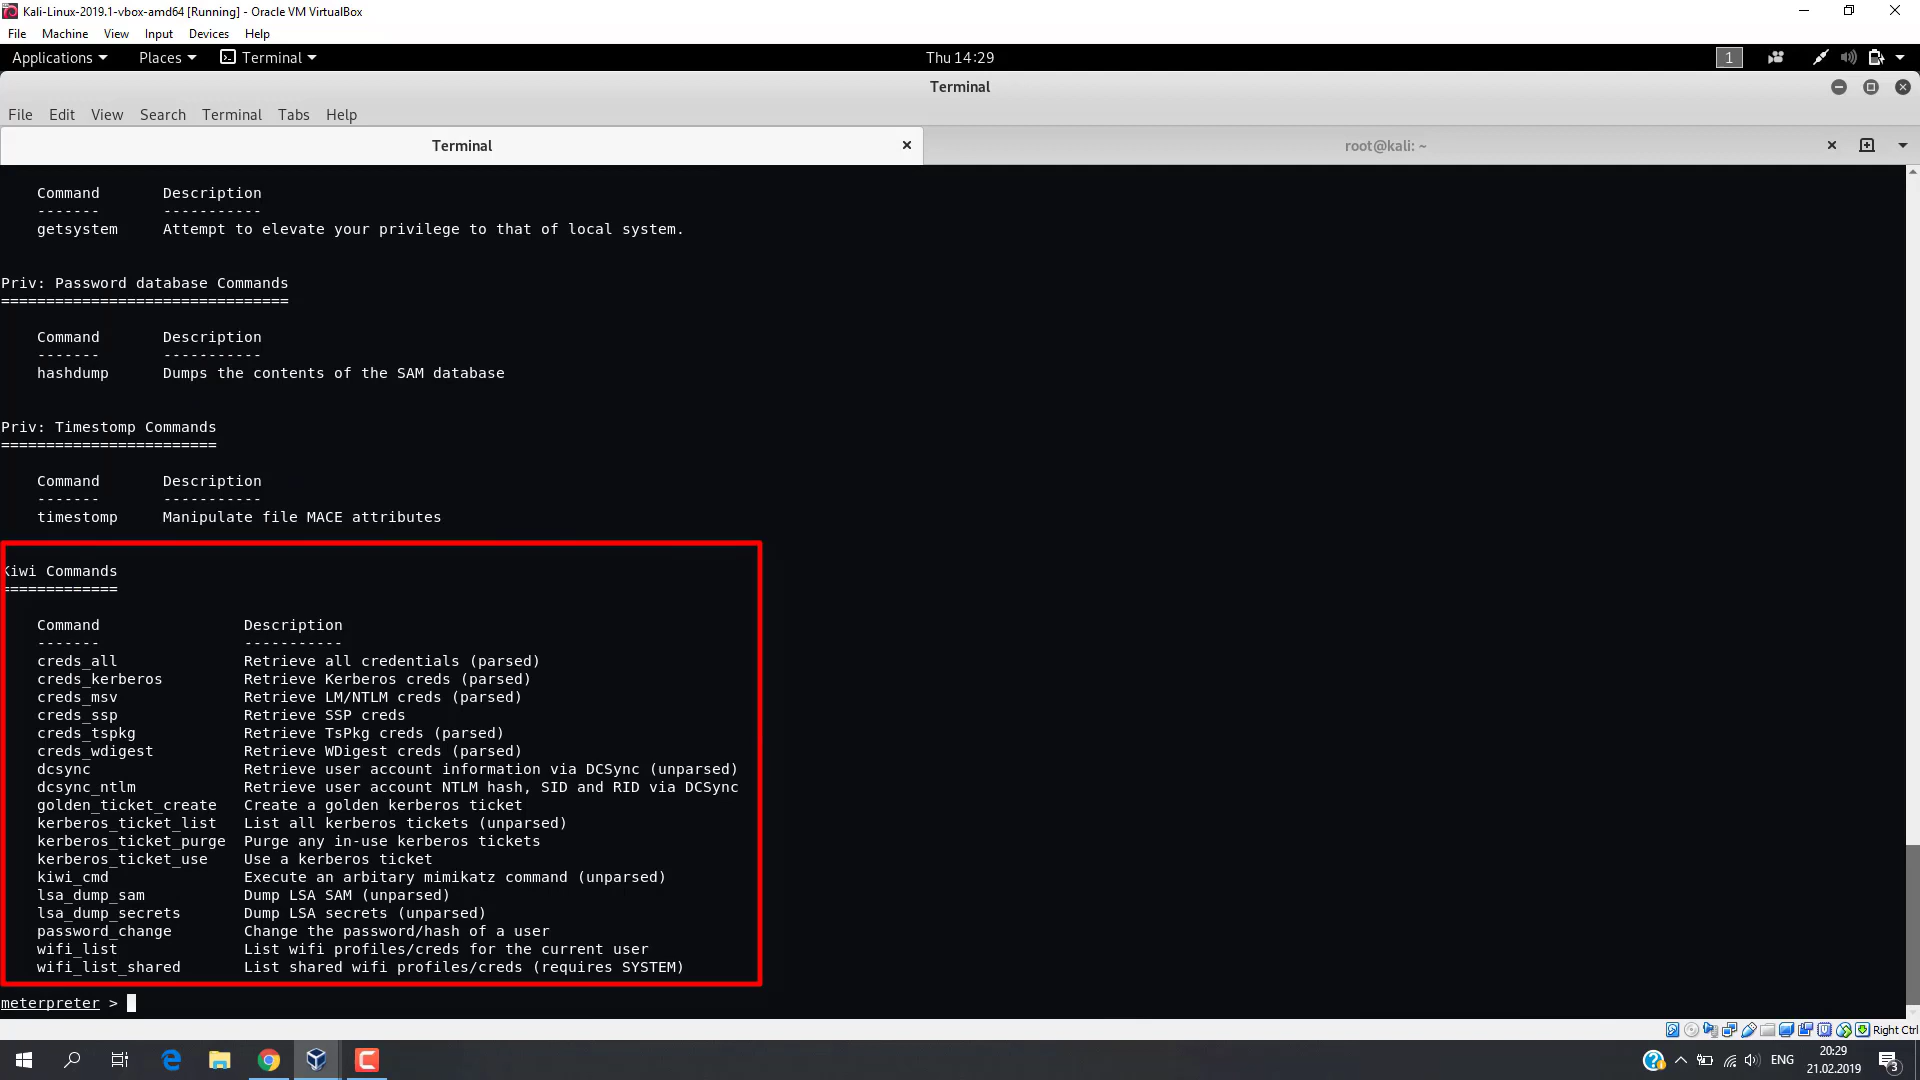 Kali-Linux-2019.1-vbox-amd64 [Running] - Oracle VM VirtualBox
File Machine View Input Devices Help
Applications Places Terminal Thu 14:29 1
Terminal
File Edit View Search Terminal Tabs Help
Terminal root@kali: ~
Command Description
------- -----------
getsystem Attempt to elevate your privilege to that of local system.
Priv: Password database Commands
================================
Command Description
------- -----------
hashdump Dumps the contents of the SAM database
Priv: Timestomp Commands
========================
Command Description
------- -----------
timestomp Manipulate file MACE attributes
Kiwi Commands
=============
Command Description
------- -----------
creds_all Retrieve all credentials (parsed)
creds_kerberos Retrieve Kerberos creds (parsed)
creds_msv Retrieve LM/NTLM creds (parsed)
creds_ssp Retrieve SSP creds
creds_tspkg Retrieve TsPkg creds (parsed)
creds_wdigest Retrieve WDigest creds (parsed)
dcsync Retrieve user account information via DCSync (unparsed)
dcsync_ntlm Retrieve user account NTLM hash, SID and RID via DCSync
golden_ticket_create Create a golden kerberos ticket
kerberos_ticket_list List all kerberos tickets (unparsed)
kerberos_ticket_purge Purge any in-use kerberos tickets
kerberos_ticket_use Use a kerberos ticket
kiwi_cmd Execute an arbitary mimikatz command (unparsed)
lsa_dump_sam Dump LSA SAM (unparsed)
lsa_dump_secrets Dump LSA secrets (unparsed)
password_change Change the password/hash of a user
wifi_list List wifi profiles/creds for the current user
wifi_list_shared List shared wifi profiles/creds (requires SYSTEM)
meterpreter >
Right Ctrl
ENG 20:29
21.02.2019 3